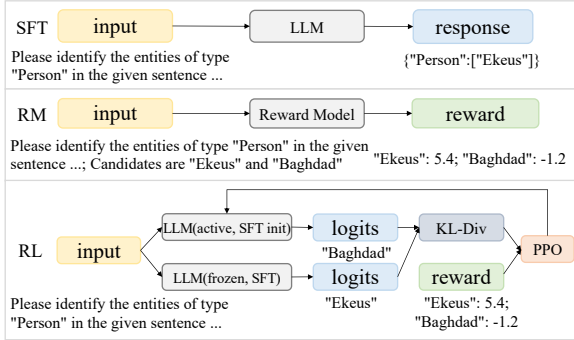 SFT
input
LLM
response
Please identify the entities of type
"Person" in the given sentence ...
{"Person":["Ekeus"]}
RM
input
Reward Model
reward
Please identify the entities of type "Person" in the given
sentence ...; Candidates are "Ekeus" and "Baghdad"
"Ekeus": 5.4; "Baghdad": -1.2
RL
input
LLM(active, SFT init)
logits
"Baghdad"
KL-Div
PPO
LLM(frozen, SFT)
logits
"Ekeus"
reward
Please identify the entities of type
"Person" in the given sentence ...
"Ekeus": 5.4;
"Baghdad": -1.2